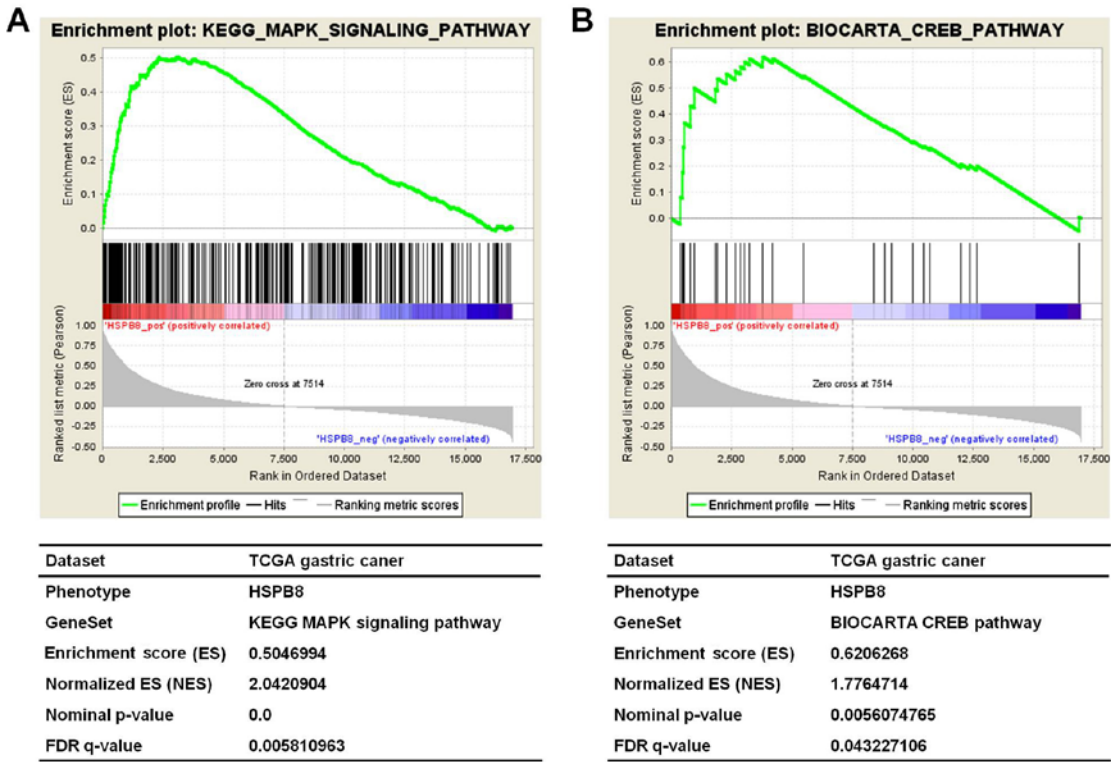 A
Enrichment plot: KEGG_MAPK_SIGNALING_PATHWAY
Enrichment score (ES)
0.5
0.4
0.3
0.2
0.1
0.0
'HSPB8_pos' (positively correlated)
Ranked list metric (Pearson)
1.00
0.75
0.50
0.25
0.00
-0.25
-0.50
Zero cross at 7514
'HSPB8_neg' (negatively correlated)
0 2,500 5,000 7,500 10,000 12,500 15,000 17,500
Rank in Ordered Dataset
Enrichment profile Hits Ranking metric scores
Dataset TCGA gastric caner
Phenotype HSPB8
GeneSet KEGG MAPK signaling pathway
Enrichment score (ES) 0.5046994
Normalized ES (NES) 2.0420904
Nominal p-value 0.0
FDR q-value 0.005810963
B
Enrichment plot: BIOCARTA_CREB_PATHWAY
Enrichment score (ES)
0.6
0.5
0.4
0.3
0.2
0.1
0.0
'HSPB8_pos' (positively correlated)
Ranked list metric (Pearson)
1.00
0.75
0.50
0.25
0.00
-0.25
-0.50
Zero cross at 7514
'HSPB8_neg' (negatively correlated)
0 2,500 5,000 7,500 10,000 12,500 15,000 17,500
Rank in Ordered Dataset
Enrichment profile Hits Ranking metric scores
Dataset TCGA gastric caner
Phenotype HSPB8
GeneSet BIOCARTA CREB pathway
Enrichment score (ES) 0.6206268
Normalized ES (NES) 1.7764714
Nominal p-value 0.0056074765
FDR q-value 0.043227106